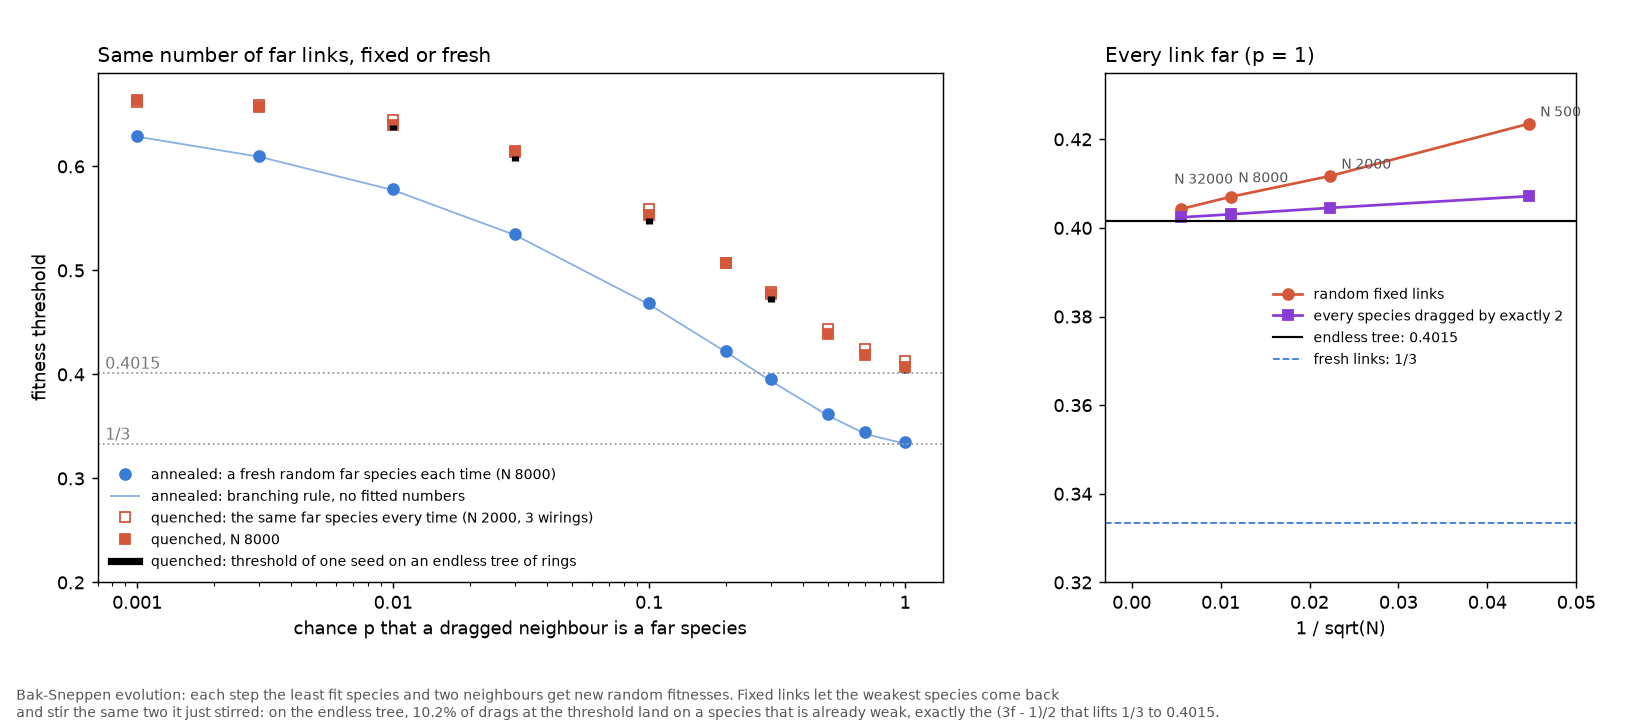 Same number of far links, fixed or fresh
fitness threshold
0.6
0.5
0.4
0.3
0.2
0.4015
1/3
annealed: a fresh random far species each time (N 8000)
annealed: branching rule, no fitted numbers
quenched: the same far species every time (N 2000, 3 wirings)
quenched, N 8000
quenched: threshold of one seed on an endless tree of rings
0.001
0.01
0.1
1
chance p that a dragged neighbour is a far species
Every link far (p = 1)
0.42
0.40
0.38
0.36
0.34
0.32
N 500
N 2000
N 32000
N 8000
random fixed links
every species dragged by exactly 2
endless tree: 0.4015
fresh links: 1/3
0.00
0.01
0.02
0.03
0.04
0.05
1 / sqrt(N)
Bak-Sneppen evolution: each step the least fit species and two neighbours get new random fitnesses. Fixed links let the weakest species come back
and stir the same two it just stirred: on the endless tree, 10.2% of drags at the threshold land on a species that is already weak, exactly the (3f - 1)/2 that lifts 1/3 to 0.4015.